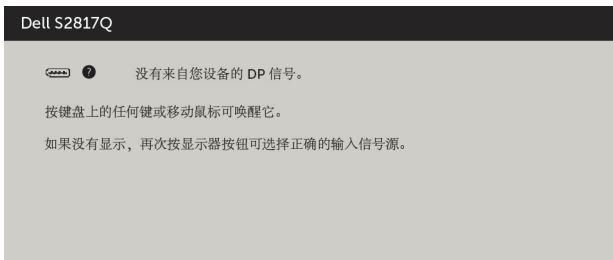 Dell S2817Q
? 没有来自您设备的 DP 信号。
按键盘上的任何键或移动鼠标可唤醒它。
如果没有显示，再次按显示器按钮可选择正确的输入信号源。